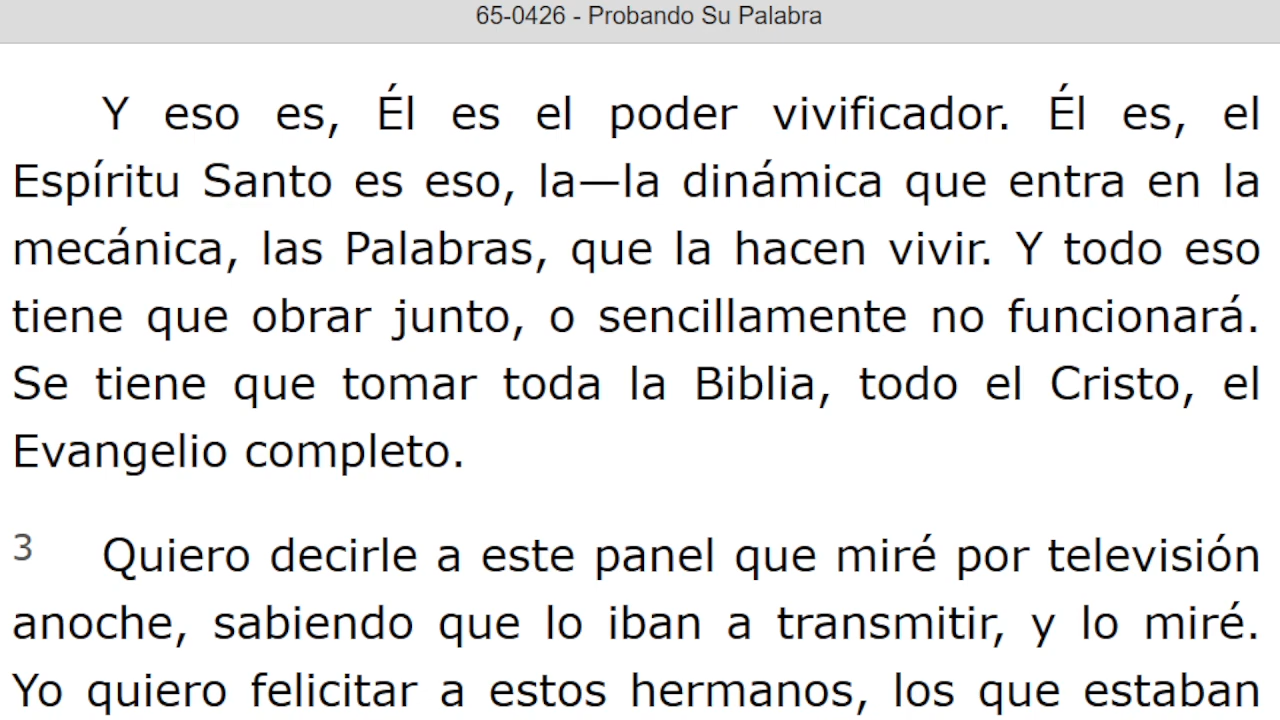 65-0426 - Probando Su Palabra
Y eso es, Él es el poder vivificador. Él es, el
Espíritu Santo es eso, la—la dinámica que entra en la
mecánica, las Palabras, que la hacen vivir. Y todo eso
tiene que obrar junto, o sencillamente no funcionará.
Se tiene que tomar toda la Biblia, todo el Cristo, el
Evangelio completo.
3 Quiero decirle a este panel que miré por televisión
anoche, sabiendo que lo iban a transmitir, y lo miré.
Yo quiero felicitar a estos hermanos, los que estaban